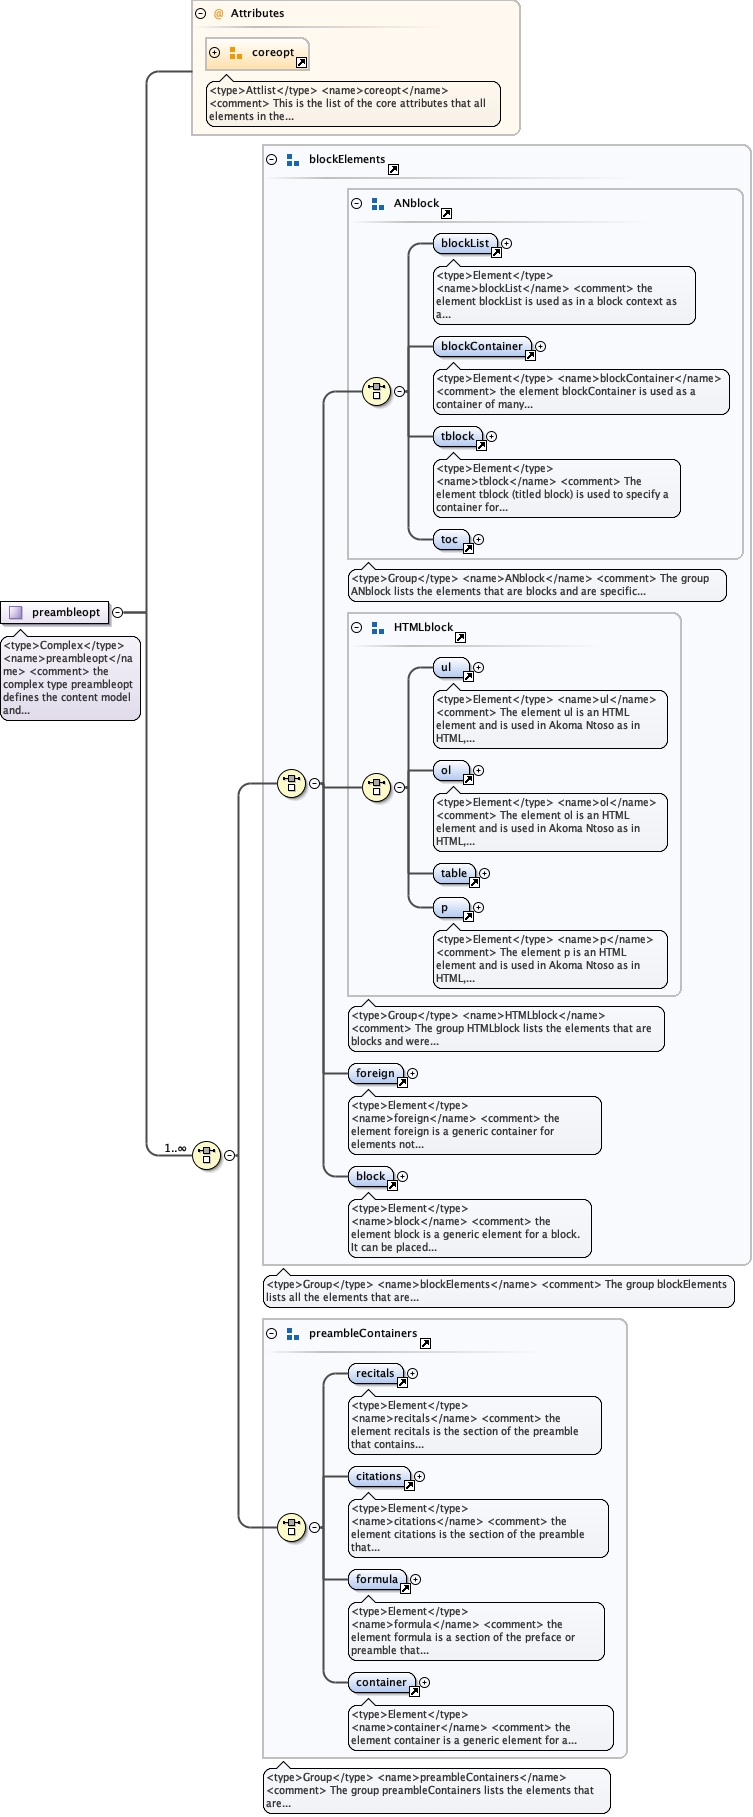 Attributes
coreopt
<type>Attlist</type> <name>coreopt</name>
<comment> This is the list of the core attributes that all
elements in the...
blockElements
ANblock
blockList
<type>Element</type>
<name>blockList</name> <comment> the
element blockList is used as in a block context as
a...
blockContainer
<type>Element</type> <name>blockContainer</name>
<comment> the element blockContainer is used as a
container of many...
tblock
<type>Element</type>
<name>tblock</name> <comment> The
element tblock (titled block) is used to specify a
container for...
toc
<type>Group</type> <name>ANblock</name> <comment> The group
ANblock lists the elements that are blocks and are specific...
preambleopt
<type>Complex</type>
<name>preambleopt</na
me> <comment> the
complex type preambleopt
defines the content model
and...
HTMLblock
ul
<type>Element</type> <name>ul</name>
<comment> The element ul is an HTML
element and is used in Akoma Ntoso as in
HTML,...
ol
<type>Element</type> <name>ol</name>
<comment> The element ol is an HTML
element and is used in Akoma Ntoso as in
HTML,...
table
p
<type>Element</type> <name>p</name>
<comment> The element p is an HTML
element and is used in Akoma Ntoso as in
HTML,...
<type>Group</type> <name>HTMLblock</name>
<comment> The group HTMLblock lists the elements that are
blocks and were...
foreign
<type>Element</type>
<name>foreign</name> <comment> the
element foreign is a generic container for
elements not...
1..∞
block
<type>Element</type>
<name>block</name> <comment> the
element block is a generic element for a block.
It can be placed...
<type>Group</type> <name>blockElements</name> <comment> The group blockElements
lists all the elements that are...
preambleContainers
recitals
<type>Element</type>
<name>recitals</name> <comment> the
element recitals is the section of the preamble
that contains...
citations
<type>Element</type>
<name>citations</name> <comment> the
element citations is the section of the preamble
that...
formula
<type>Element</type>
<name>formula</name> <comment> the
element formula is a section of the preface or
preamble that...
container
<type>Element</type>
<name>container</name> <comment> the
element container is a generic element for a...
<type>Group</type> <name>preambleContainers</name>
<comment> The group preambleContainers lists the elements that
are...